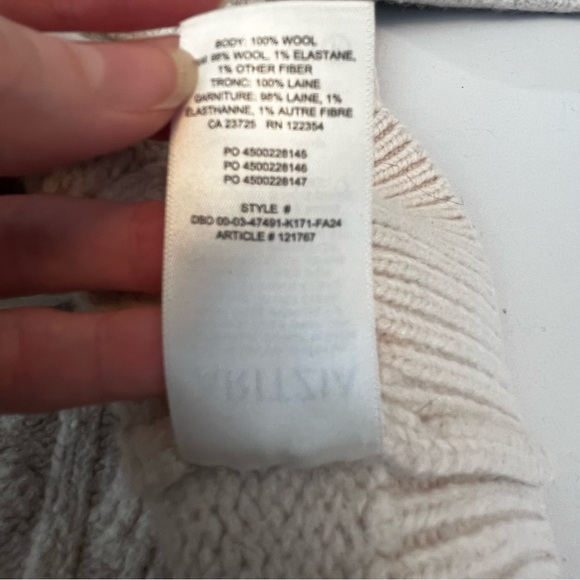 BODY: 100% WOOL
98% WOOL, 1% ELASTANE,
1% OTHER FIBER
TRONC: 100% LAINE
GARNITURE: 98% LAINE, 1%
ELASTHANNE, 1% AUTRE FIBRE
CA 23725 RN 122354
PO 4500228145
PO 4500228146
PO 4500228147
STYLE #
DBO 00-03-47491-K171-FA24
ARTICLE # 121767
ARITZIA